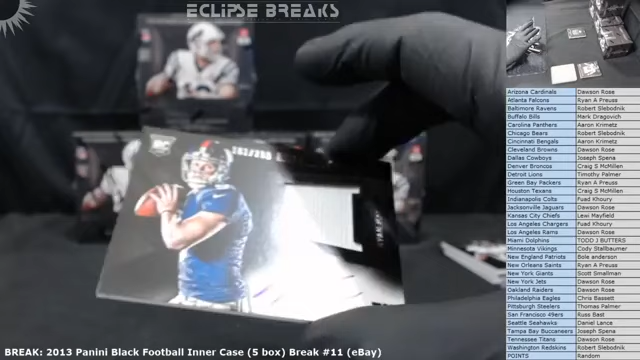 ECLIPSE BREAKS
RC
Arizona Cardinals Dawson Rose
Atlanta Falcons Ryan A Preuss
Baltimore Ravens Robert Slebodnik
Buffalo Bills Mark Dragovich
Carolina Panthers Aaron Krimetz
Chicago Bears Robert Slebodnik
Cincinnati Bengals Aaron Krimetz
Cleveland Browns Dawson Rose
Dallas Cowboys Joseph Spena
Denver Broncos Craig S McMillen
Detroit Lions Timothy Palmer
Green Bay Packers Ryan A Preuss
Houston Texans Craig S McMillen
Indianapolis Colts Fuad Khoury
Jacksonville Jaguars Dawson Rose
Kansas City Chiefs Lewi Mayfield
Los Angeles Chargers Fuad Khoury
Los Angeles Rams Dawson Rose
Miami Dolphins TODD J BUTTERS
Minnesota Vikings Cody Stallbaumer
New England Patriots Bole anderson
New Orleans Saints Ryan A Preuss
New York Giants Scott Smallman
New York Jets Dawson Rose
Oakland Raiders Dawson Rose
Philadelphia Eagles Chris Bassett
Pittsburgh Steelers Thomas Palmer
San Francisco 49ers Russ Bast
Seattle Seahawks Daniel Lance
Tampa Bay Buccaneers Joseph Spena
Tennessee Titans Dawson Rose
Washington Redskins Robert Slebodnik
POINTS Random
BREAK: 2013 Panini Black Football Inner Case (5 box) Break #11 (eBay)